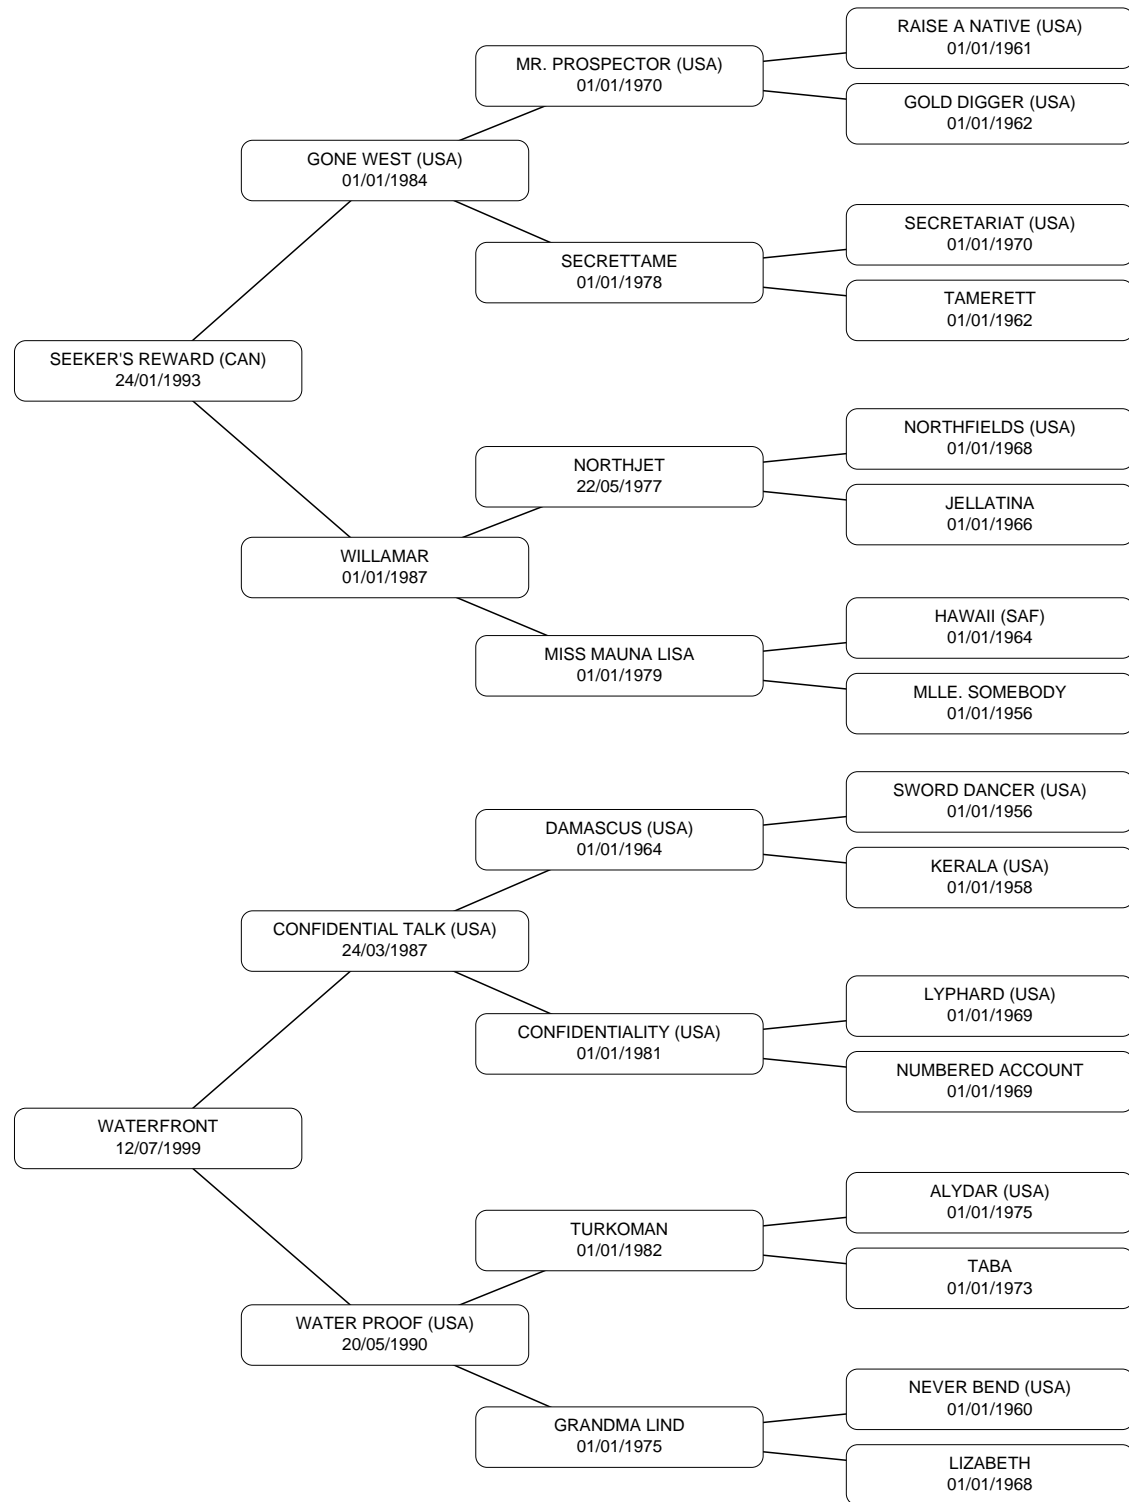 RAISE A NATIVE (USA)
01/01/1961
MR. PROSPECTOR (USA)
01/01/1970
GOLD DIGGER (USA)
01/01/1962
GONE WEST (USA)
01/01/1984
SECRETARIAT (USA)
01/01/1970
SECRETTAME
01/01/1978
TAMERETT
01/01/1962
SEEKER'S REWARD (CAN)
24/01/1993
NORTHFIELDS (USA)
01/01/1968
NORTHJET
22/05/1977
JELLATINA
01/01/1966
WILLAMAR
01/01/1987
HAWAII (SAF)
01/01/1964
MISS MAUNA LISA
01/01/1979
MLLE. SOMEBODY
01/01/1956
SWORD DANCER (USA)
01/01/1956
DAMASCUS (USA)
01/01/1964
KERALA (USA)
01/01/1958
CONFIDENTIAL TALK (USA)
24/03/1987
LYPHARD (USA)
01/01/1969
CONFIDENTIALITY (USA)
01/01/1981
NUMBERED ACCOUNT
01/01/1969
WATERFRONT
12/07/1999
ALYDAR (USA)
01/01/1975
TURKOMAN
01/01/1982
TABA
01/01/1973
WATER PROOF (USA)
20/05/1990
NEVER BEND (USA)
01/01/1960
GRANDMA LIND
01/01/1975
LIZABETH
01/01/1968